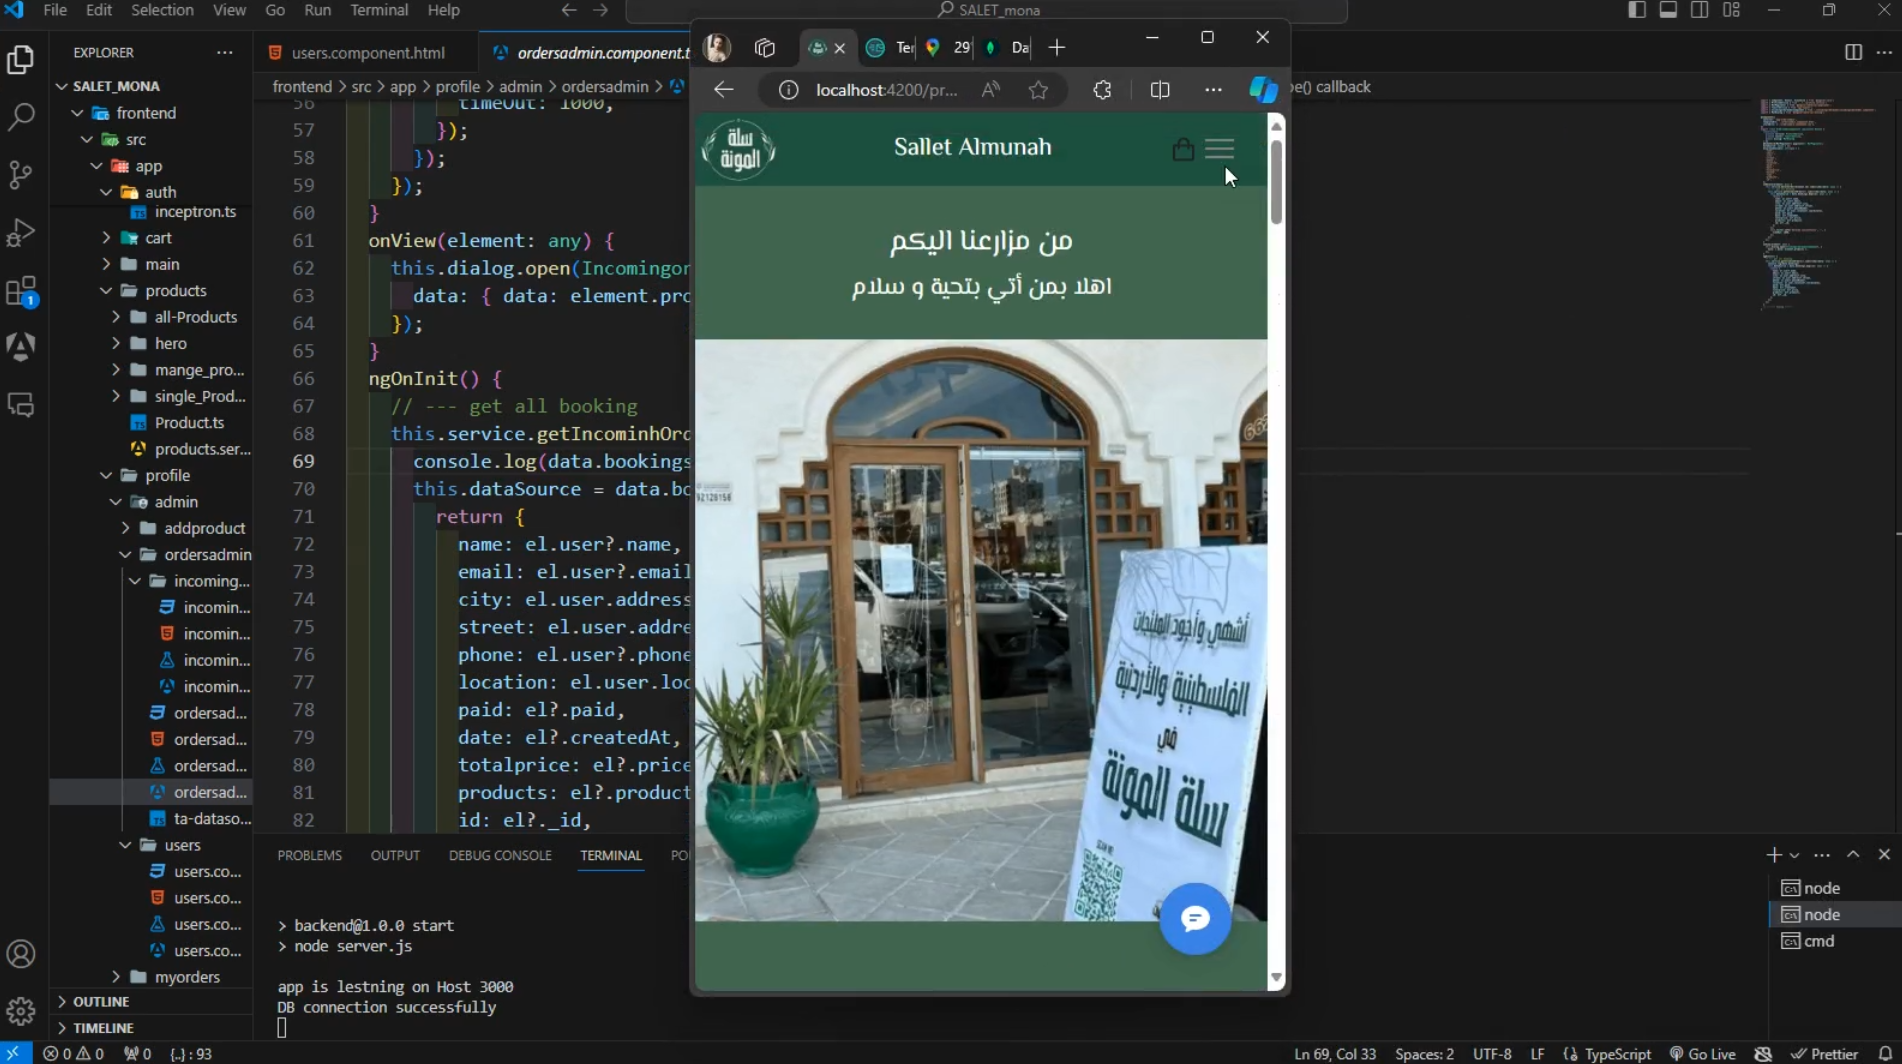 File Edit Selection View Go Run Terminal Help
SALET_mona
EXPLORER
SALET_MONA
frontend
src
app
auth
inceptron.ts
cart
main
products
all-Products
hero
mange_pro...
single_Prod...
Product.ts
products.ser...
profile
admin
addproduct
ordersadmin
incoming...
incomin...
incomin...
incomin...
incomin...
ordersad...
ordersad...
ordersad...
ordersad...
ta-dataso...
users
users.co...
users.co...
users.co...
users.co...
myorders
OUTLINE
TIMELINE
users.component.html
ordersadmin.component.t
frontend > src > app > profile > admin > ordersadmin >
pe() callback
56 timeOut: 1000,
57 });
58 });
59 });
60 }
61 onView(element: any) {
62 this.dialog.open(Incomingor
63 data: { data: element.pro
64 });
65 }
66 ngOnInit() {
67 // --- get all booking
68 this.service.getIncominhOrd
69 console.log(data.bookings
70 this.dataSource = data.bo
71 return {
72 name: el.user?.name,
73 email: el.user?.email
74 city: el.user.address
75 street: el.user.addre
76 phone: el.user?.phone
77 location: el.user.loc
78 paid: el?.paid,
79 date: el?.createdAt,
80 totalprice: el?.price
81 products: el?.product
82 id: el?._id,
Ter
29'
Da
localhost:4200/pr...
سلة
المونة
Sallet Almunah
من مزارعنا اليكم
اهلا بمن أتي بتحية و سلام
92128158
662
أشهي وأجود المنتجات
الفلسطينية والأردنية
في
سلة المونة
SCAN ME
PROBLEMS OUTPUT DEBUG CONSOLE TERMINAL PO
> backend@1.0.0 start
> node server.js
app is lestning on Host 3000
DB connection successfully
node
node
cmd
0 0 0 {..} : 93
Ln 69, Col 33 Spaces: 2 UTF-8 LF TypeScript Go Live Prettier